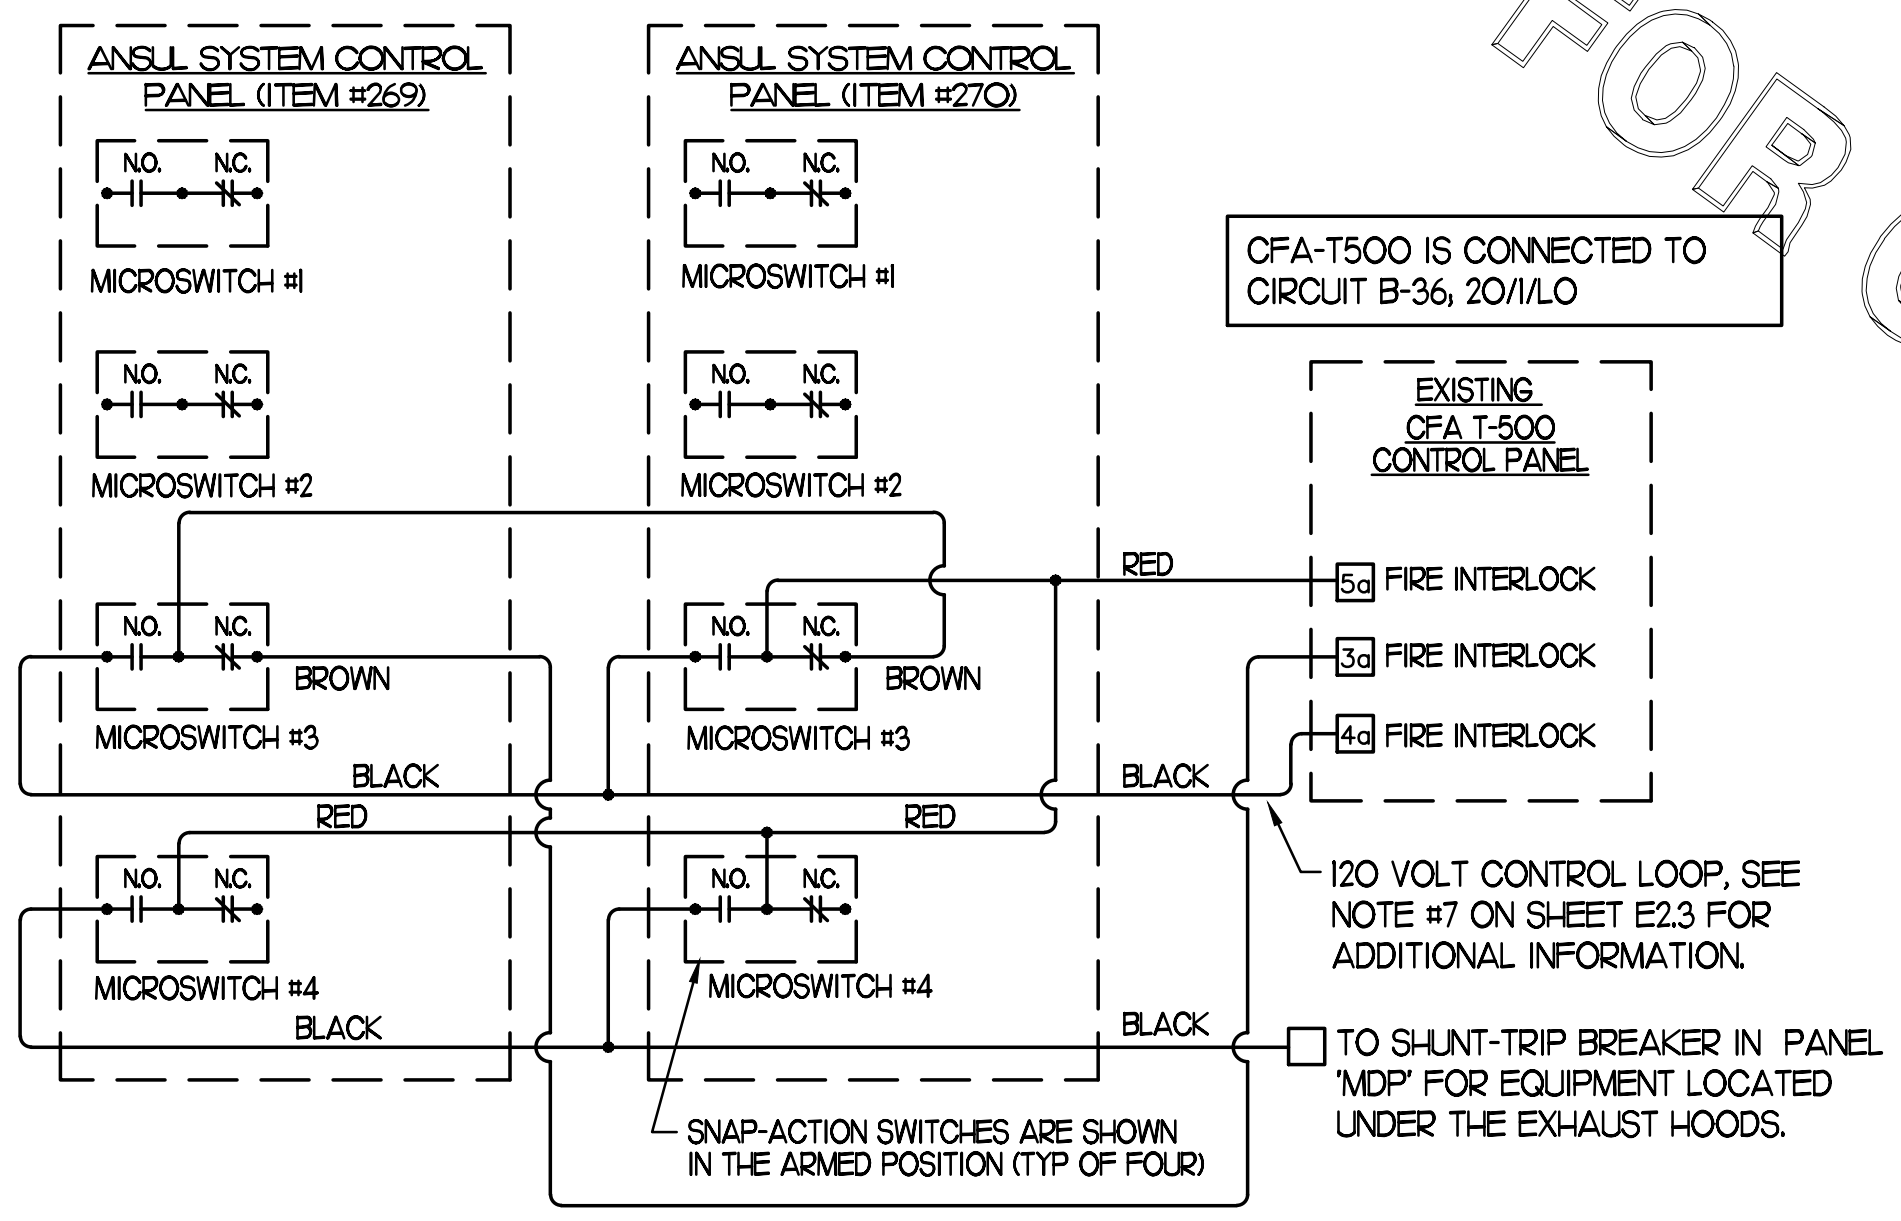 ANSUL SYSTEM CONTROL
PANEL (ITEM #269)
N.O. N.C.
MICROSWITCH #1
N.O. N.C.
MICROSWITCH #2
N.O. N.C.
BROWN
MICROSWITCH #3
BLACK
RED
N.O. N.C.
MICROSWITCH #4
BLACK
ANSUL SYSTEM CONTROL
PANEL (ITEM #270)
N.O. N.C.
MICROSWITCH #1
N.O. N.C.
MICROSWITCH #2
N.O. N.C.
BROWN
MICROSWITCH #3
RED
N.O. N.C.
MICROSWITCH #4
SNAP-ACTION SWITCHES ARE SHOWN
IN THE ARMED POSITION (TYP OF FOUR)
FOR
CFA-T500 IS CONNECTED TO
CIRCUIT B-36, 20/1/LO
EXISTING
CFA T-500
CONTROL PANEL
RED
5a FIRE INTERLOCK
3a FIRE INTERLOCK
4a FIRE INTERLOCK
BLACK
120 VOLT CONTROL LOOP, SEE
NOTE #7 ON SHEET E2.3 FOR
ADDITIONAL INFORMATION.
BLACK
TO SHUNT-TRIP BREAKER IN PANEL
'MDP' FOR EQUIPMENT LOCATED
UNDER THE EXHAUST HOODS.